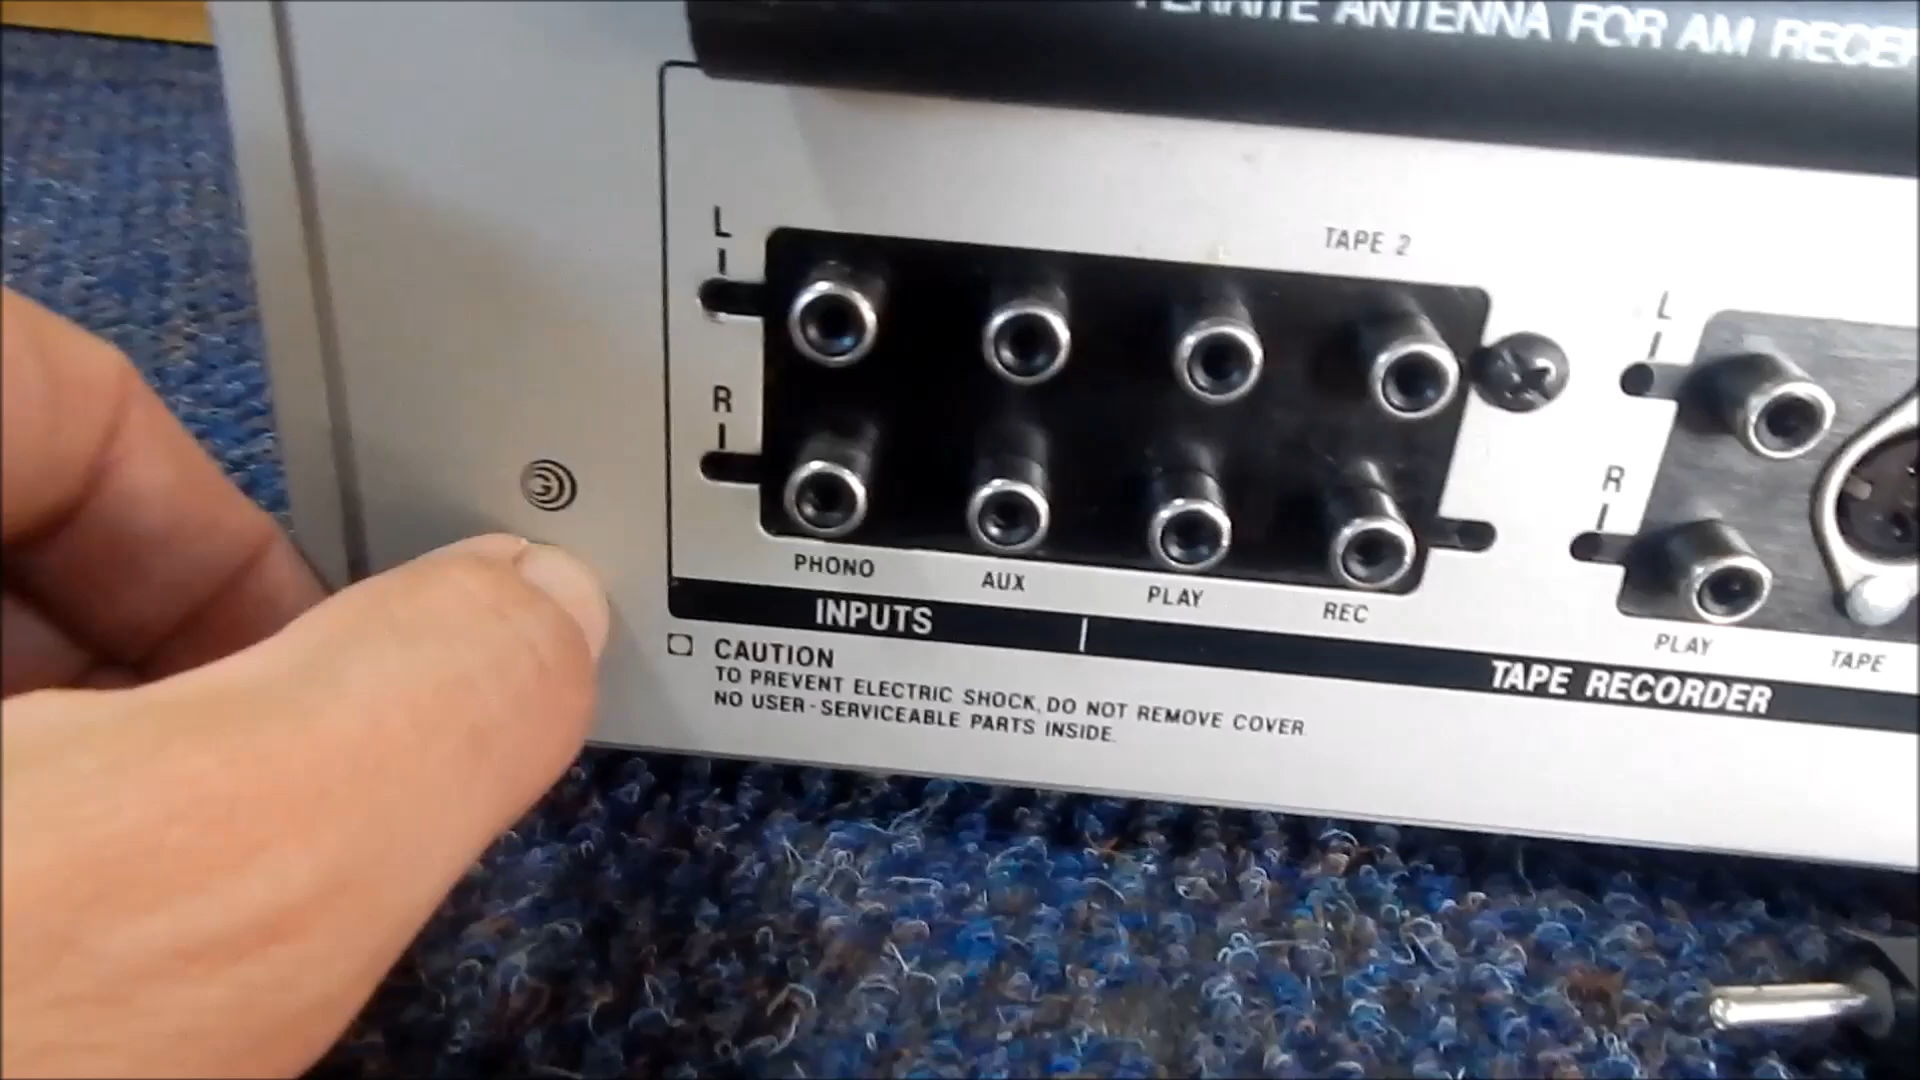 FERRITE ANTENNA FOR AM
TAPE 2
L
L
R
R
G
PHONO
AUX
PLAY
REC
PLAY
TAPE
INPUTS
TAPE RECORDER
CAUTION
TO PREVENT ELECTRIC SHOCK, DO NOT REMOVE COVER.
NO USER-SERVICEABLE PARTS INSIDE.